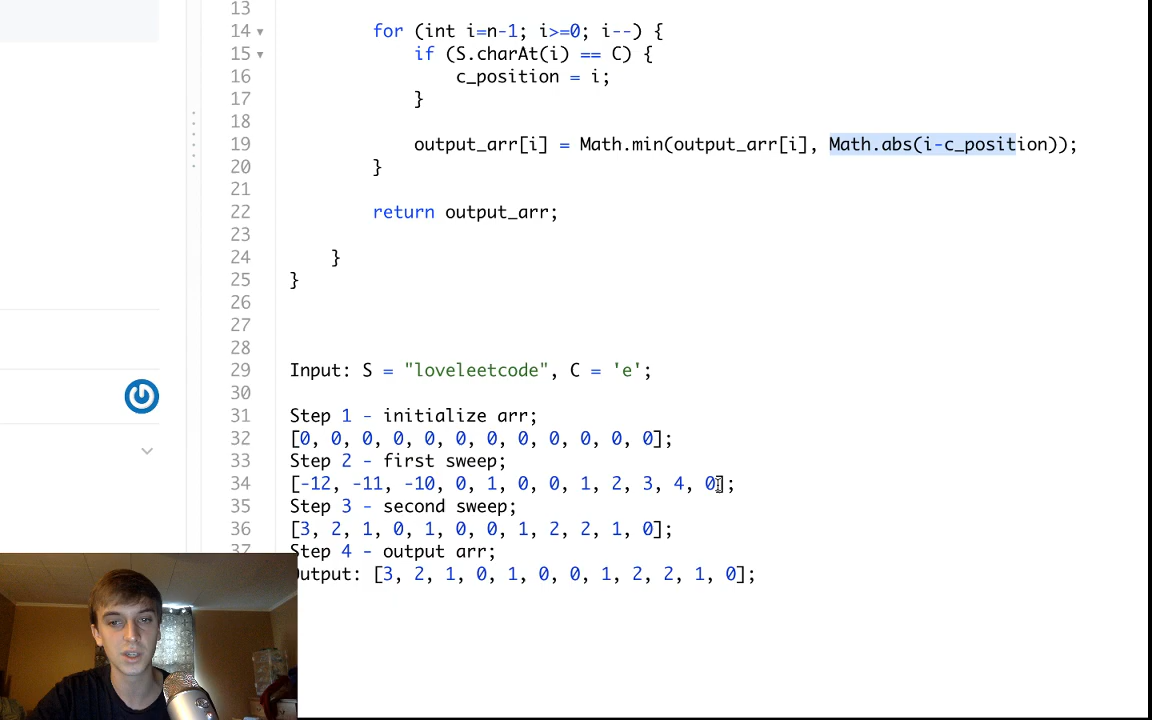 13
14 for (int i=n-1; i>=0; i--) {
15 if (S.charAt(i) == C) {
16 c_position = i;
17 }
18
19 output_arr[i] = Math.min(output_arr[i], Math.abs(i-c_position));
20 }
21
22 return output_arr;
23
24 }
25 }
26
27
28
29 Input: S = "loveleetcode", C = 'e';
30
31 Step 1 - initialize arr;
32 [0, 0, 0, 0, 0, 0, 0, 0, 0, 0, 0, 0];
33 Step 2 - first sweep;
34 [-12, -11, -10, 0, 1, 0, 0, 1, 2, 3, 4, 0];
35 Step 3 - second sweep;
36 [3, 2, 1, 0, 1, 0, 0, 1, 2, 2, 1, 0];
37 Step 4 - output arr;
Output: [3, 2, 1, 0, 1, 0, 0, 1, 2, 2, 1, 0];